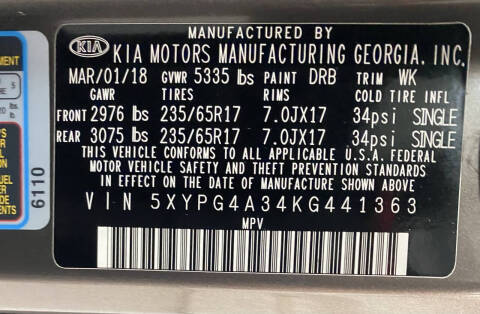 MANUFACTURED BY
KIA KIA MOTORS MANUFACTURING GEORGIA, INC.
MAR/01/18 GVWR 5335 lbs PAINT DRB TRIM WK
GAWR TIRES RIMS COLD TIRE INFL
FRONT 2976 lbs 235/65R17 7.0JX17 34psi SINGLE
REAR 3075 lbs 235/65R17 7.0JX17 34psi SINGLE
THIS VEHICLE CONFORMS TO ALL APPLICABLE U.S.A. FEDERAL
MOTOR VEHICLE SAFETY AND THEFT PREVENTION STANDARDS
IN EFFECT ON THE DATE OF MANUFACTURE SHOWN ABOVE.
VIN 5XYPG4A34KG441363
MPV
6110